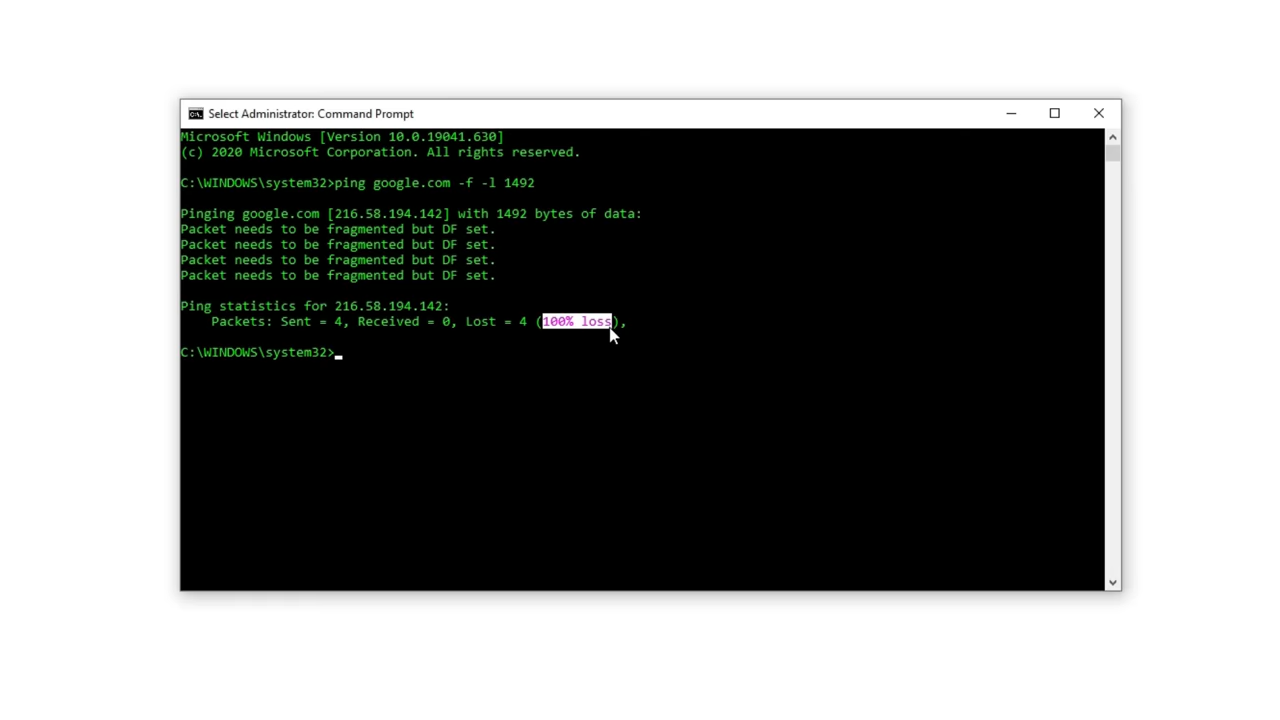 Select Administrator: Command Prompt
Microsoft Windows [Version 10.0.19041.630]
(c) 2020 Microsoft Corporation. All rights reserved.
C:\WINDOWS\system32>ping google.com -f -l 1492
Pinging google.com [216.58.194.142] with 1492 bytes of data:
Packet needs to be fragmented but DF set.
Packet needs to be fragmented but DF set.
Packet needs to be fragmented but DF set.
Packet needs to be fragmented but DF set.
Ping statistics for 216.58.194.142:
Packets: Sent = 4, Received = 0, Lost = 4 (100% loss),
C:\WINDOWS\system32>